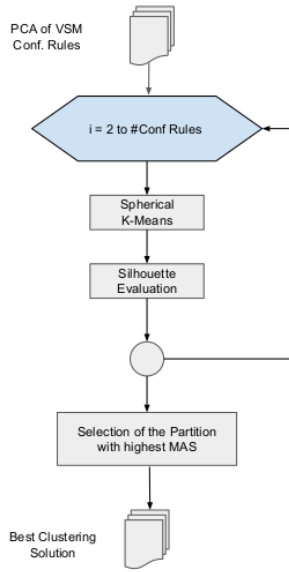 PCA of VSM
Conf. Rules
i = 2 to #Conf Rules
Spherical
K-Means
Silhouette
Evaluation
Selection of the Partition
with highest MAS
Best Clustering
Solution